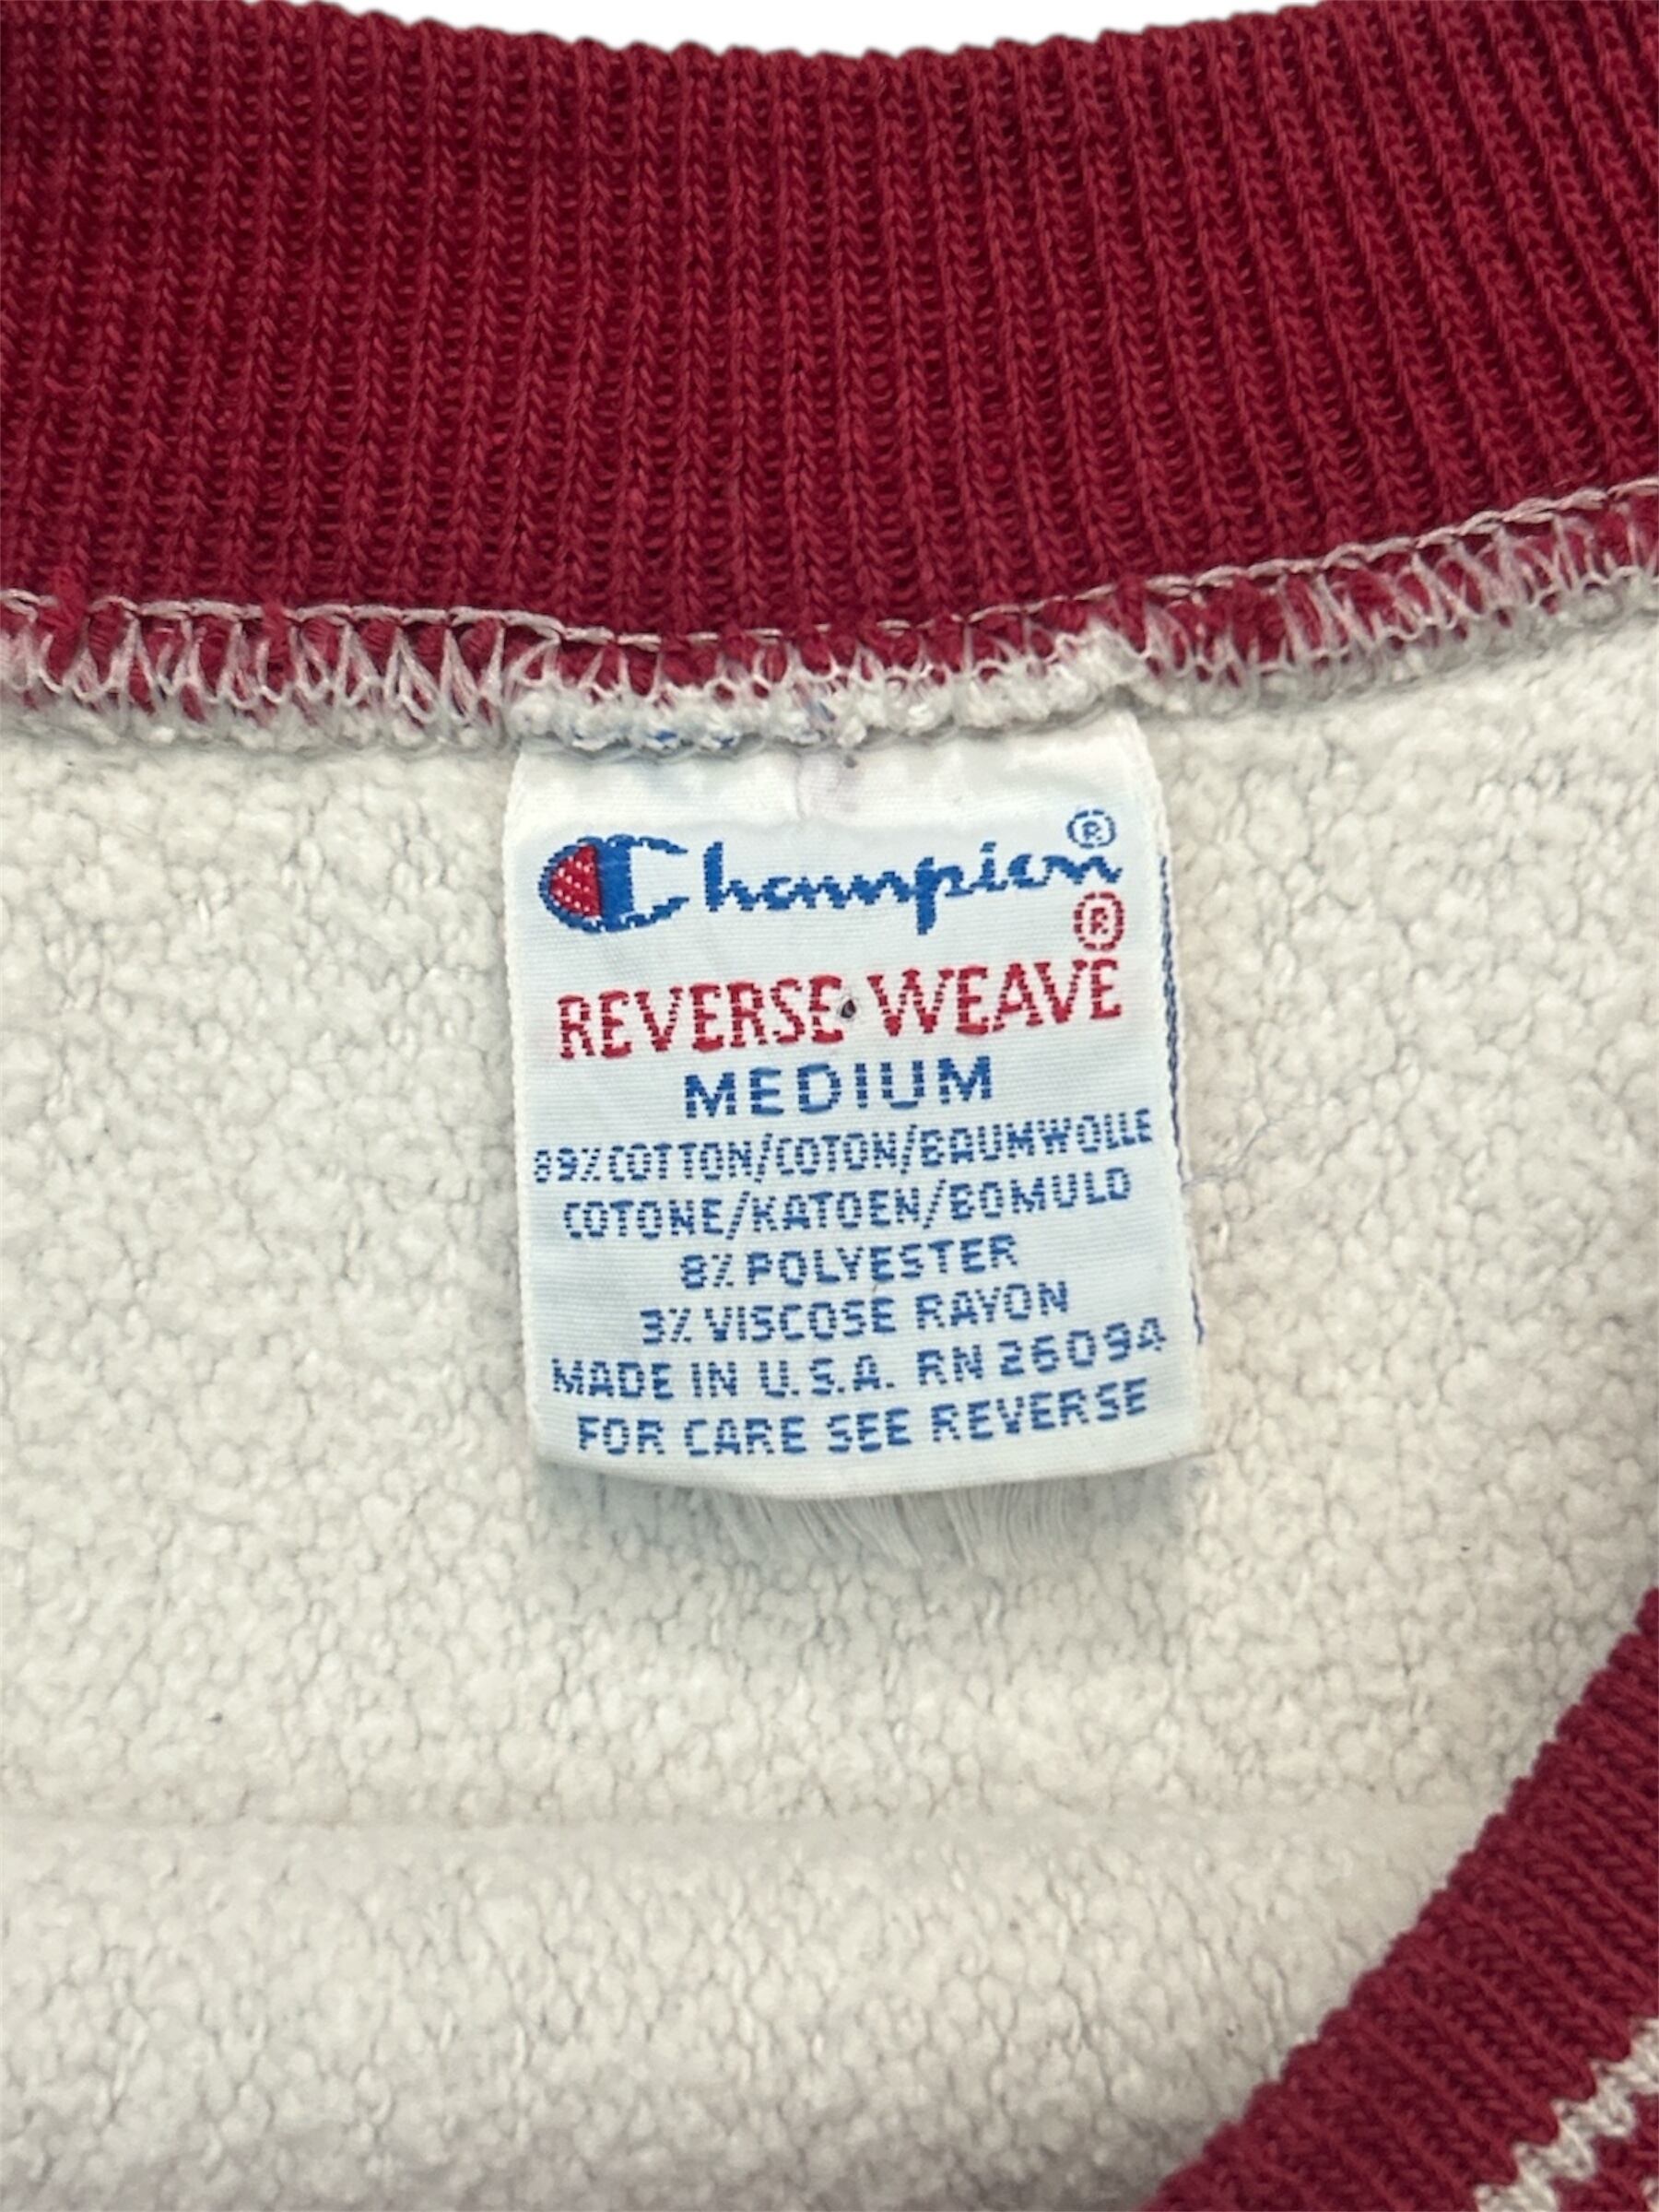 Champion®
®
REVERSE WEAVE
MEDIUM
89% COTTON/COTON/BAUMWOLLE
COTONE/KATOEN/BOMULD
8% POLYESTER
3% VISCOSE RAYON
MADE IN U.S.A. RN 26094
FOR CARE SEE REVERSE